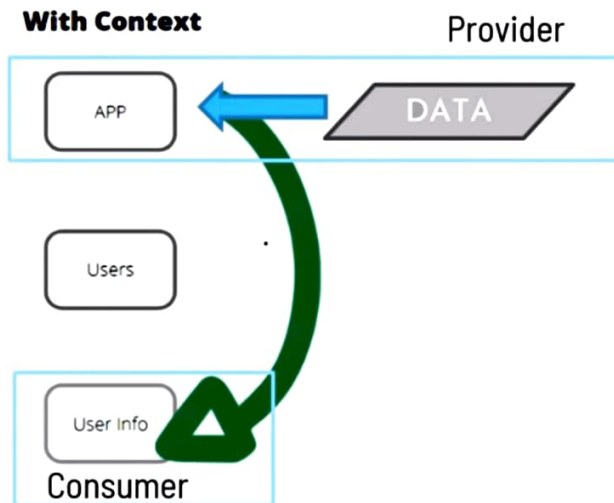 With Context
Provider
APP
DATA
Users
User Info
Consumer